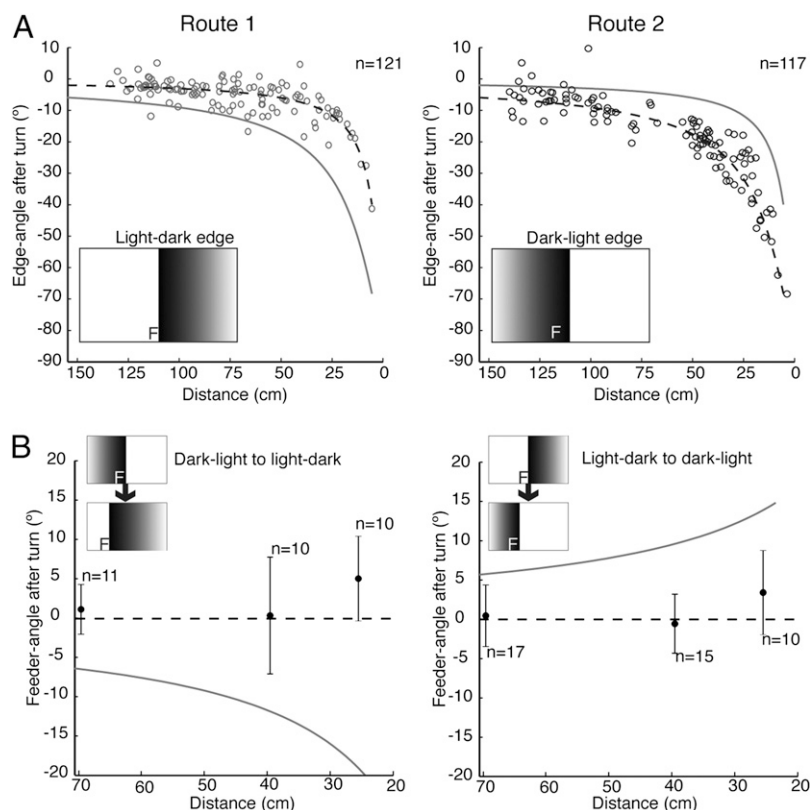 A
Route 1
Route 2
n=121
n=117
Edge-angle after turn (°)
10
0
-10
-20
-30
-40
-50
-60
-70
-80
-90
Light-dark edge
F
150
125
100
75
50
25
0
Distance (cm)
Edge-angle after turn (°)
10
0
-10
-20
-30
-40
-50
-60
-70
-80
-90
Dark-light edge
F
150
125
100
75
50
25
0
Distance (cm)
B
F
F
Dark-light to light-dark
Feeder-angle after turn (°)
20
15
10
5
0
-5
-10
-15
-20
n=11
n=10
n=10
70
60
50
40
30
20
Distance (cm)
F
F
Light-dark to dark-light
Feeder-angle after turn (°)
20
15
10
5
0
-5
-10
-15
-20
n=17
n=15
n=10
70
60
50
40
30
20
Distance (cm)